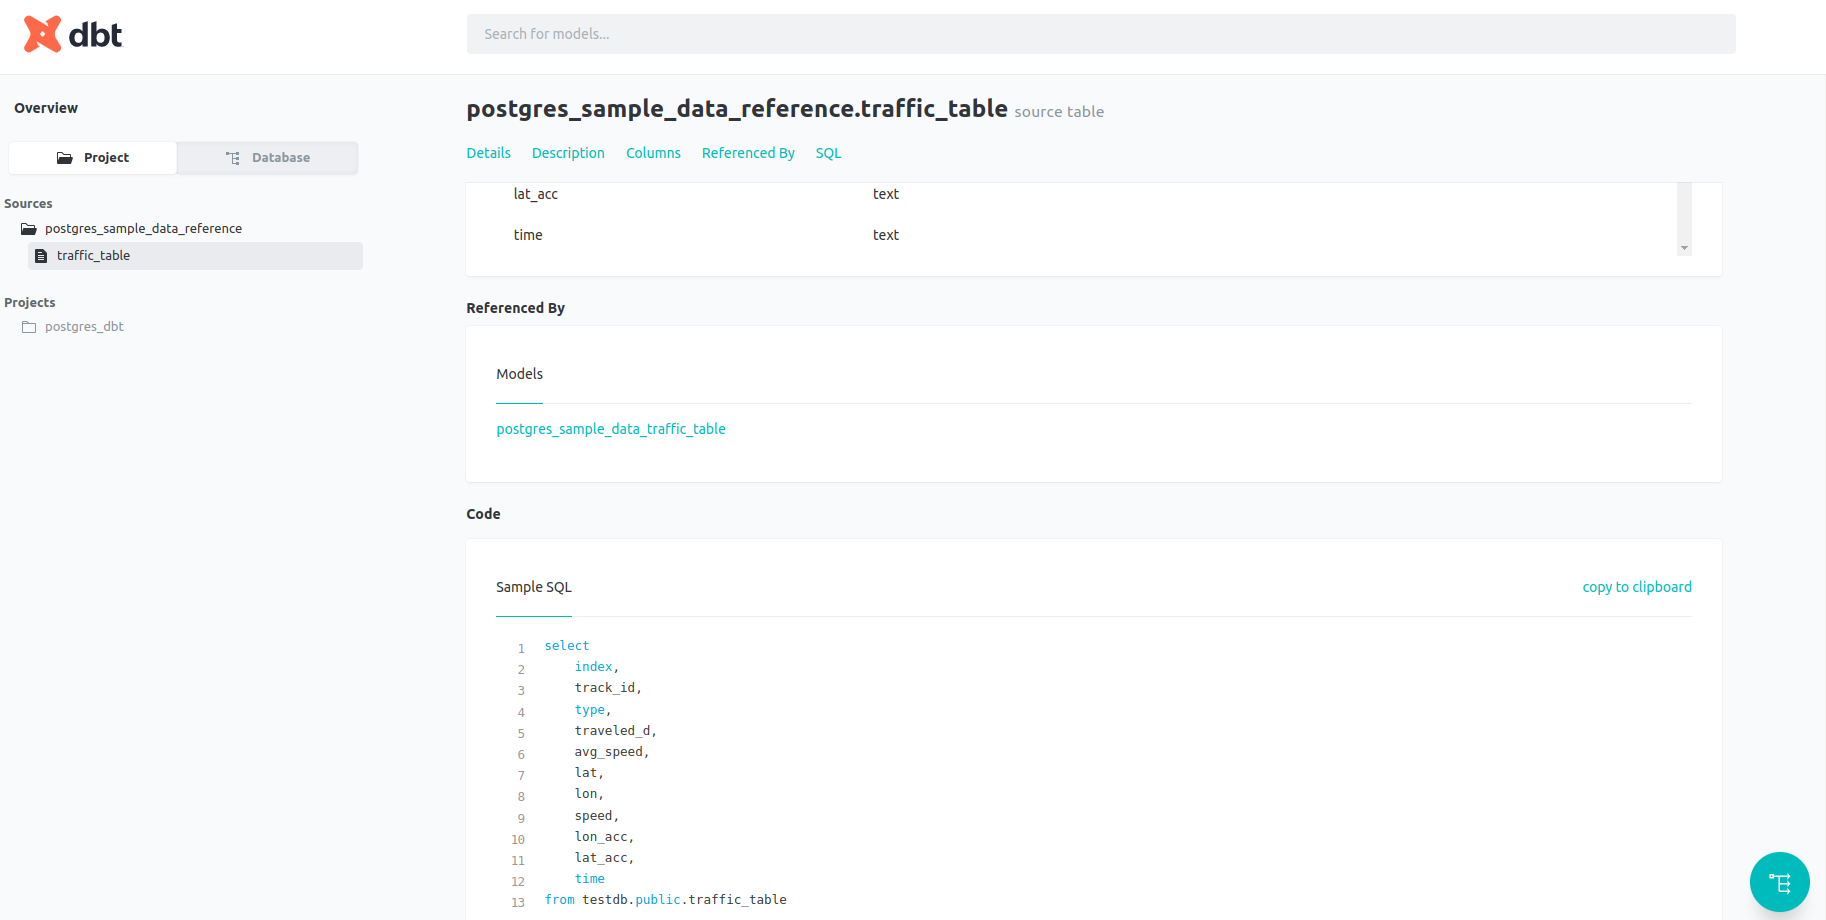 dbt
Search for models...
Overview
Project
Database
Sources
postgres_sample_data_reference
traffic_table
Projects
postgres_dbt
postgres_sample_data_reference.traffic_table source table
Details Description Columns Referenced By SQL
lat_acc text
time text
Referenced By
Models
postgres_sample_data_traffic_table
Code
Sample SQL copy to clipboard
1 select
2 index,
3 track_id,
4 type,
5 traveled_d,
6 avg_speed,
7 lat,
8 lon,
9 speed,
10 lon_acc,
11 lat_acc,
12 time
13 from testdb.public.traffic_table